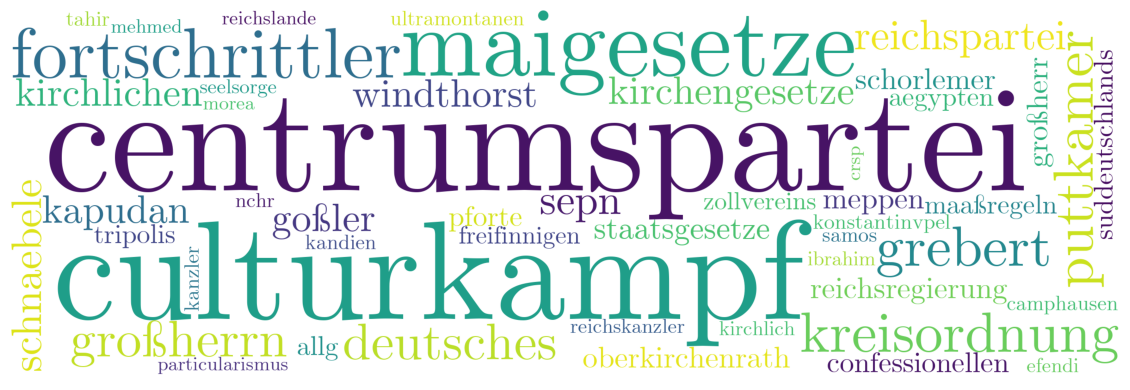 tahir
reichslande
ultramontanen
mehmed
fortschrittler
maigesetze
reichspartei
kirchlichen
seelsorge
morea
windthorst
kirchengesetze
schorlemer
aegypten
großherr
puttkamer
suddeutschlands
centrumspartei
crsp
schnaebele
kapudan
tripolis
nchr
goßler
kandien
pforte
freifinnigen
sepn
staatsgesetze
zollvereins
meppen
maaßregeln
konstantinvpel
samos
grebert
culturkampf
kanzler
ibrahim
reichsregierung
camphausen
großherrn
particularismus
allg
deutsches
reichskanzler
kirchlich
oberkirchenrath
kreisordnung
confessionellen
efendi